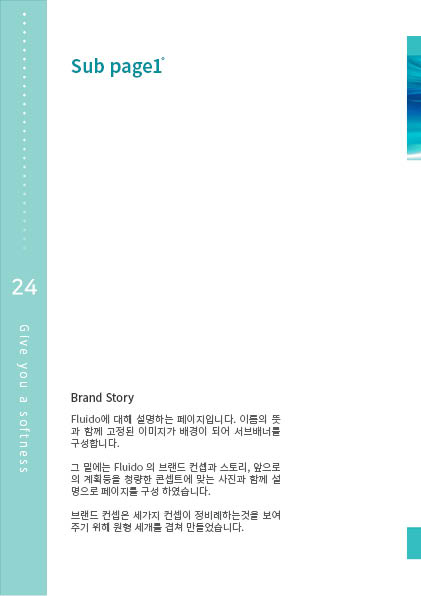 Sub page1°
24
Give you a softness
Brand Story
Fluido에 대해 설명하는 페이지입니다. 이름의 뜻
과 함께 고정된 이미지가 배경이 되어 서브배너를
구성합니다.
그 밑에는 Fluido 의 브랜드 컨셉과 스토리, 앞으로
의 계획등을 청량한 콘셉트에 맞는 사진과 함께 설
명으로 페이지를 구성 하였습니다.
브랜드 컨셉은 세가지 컨셉이 정비례하는것을 보여
주기 위해 원형 세개를 겹쳐 만들었습니다.